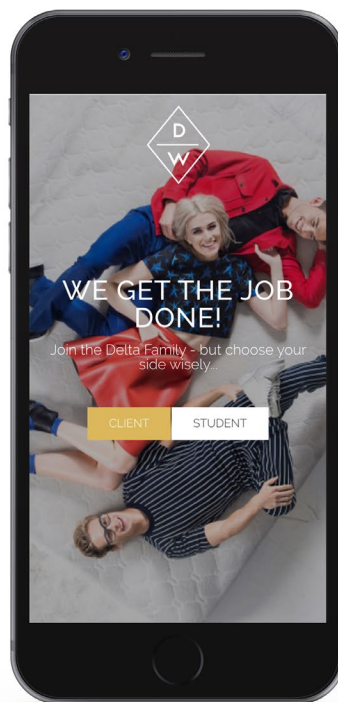 D
W
WE GET THE JOB
DONE!
Join the Delta Family - but choose your
side wisely...
CLIENT
STUDENT